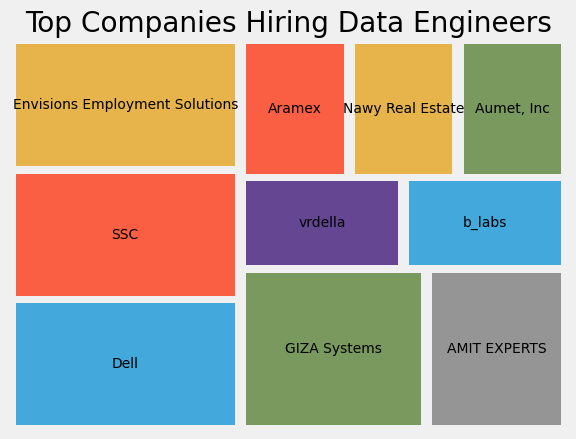 Top Companies Hiring Data Engineers
Envisions Employment Solutions
Aramex
Nawy Real Estate
Aumet, Inc
SSC
vrdella
b_labs
Dell
GIZA Systems
AMIT EXPERTS